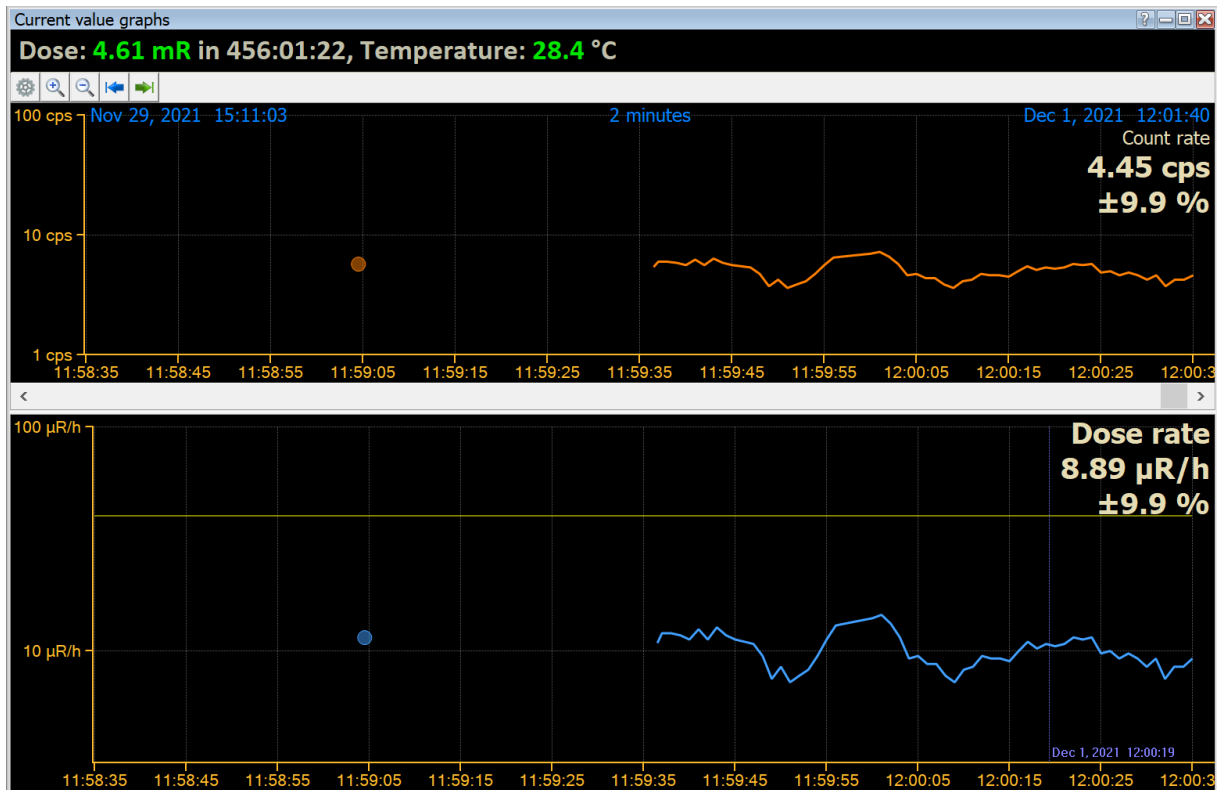 Current value graphs
Dose: 4.61 mR in 456:01:22, Temperature: 28.4 °C
100 cps
Nov 29, 2021 15:11:03
2 minutes
Dec 1, 2021 12:01:40
Count rate
4.45 cps
±9.9 %
10 cps
1 cps
11:58:35 11:58:45 11:58:55 11:59:05 11:59:15 11:59:25 11:59:35 11:59:45 11:59:55 12:00:05 12:00:15 12:00:25 12:00:3
100 µR/h
Dose rate
8.89 µR/h
±9.9 %
10 µR/h
Dec 1, 2021 12:00:19
11:58:35 11:58:45 11:58:55 11:59:05 11:59:15 11:59:25 11:59:35 11:59:45 11:59:55 12:00:05 12:00:15 12:00:25 12:00:3